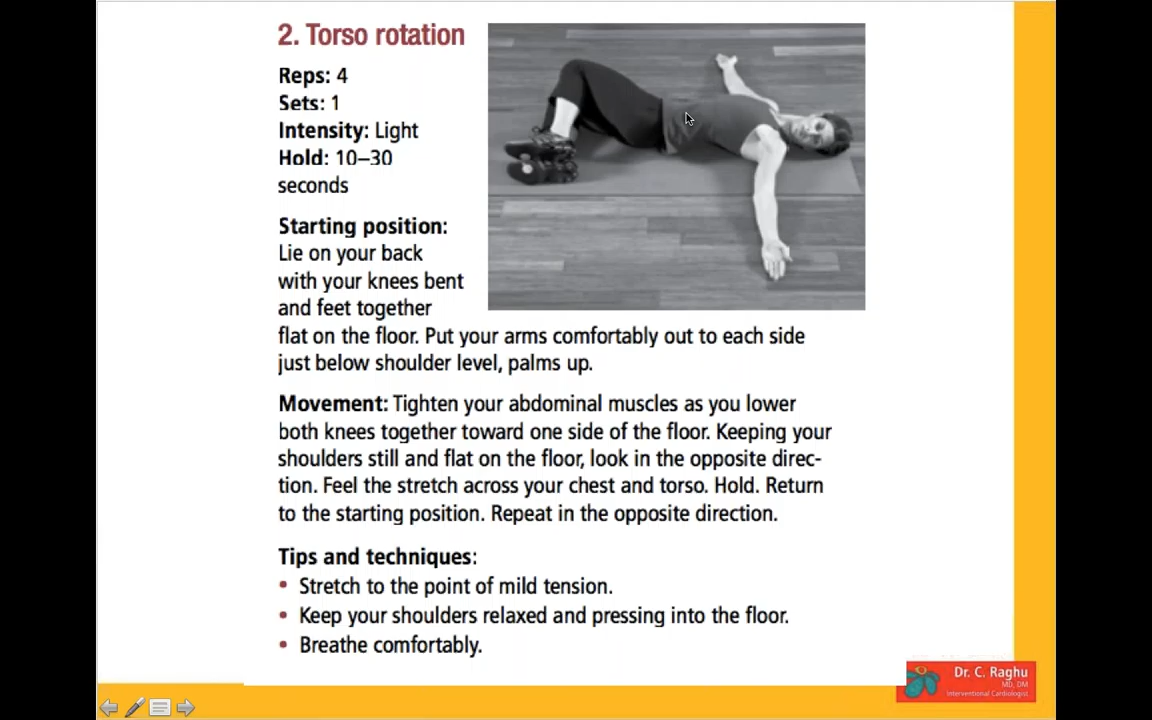 2. Torso rotation
Reps: 4
Sets: 1
Intensity: Light
Hold: 10–30
seconds
Starting position:
Lie on your back
with your knees bent
and feet together
flat on the floor. Put your arms comfortably out to each side
just below shoulder level, palms up.
Movement: Tighten your abdominal muscles as you lower
both knees together toward one side of the floor. Keeping your
shoulders still and flat on the floor, look in the opposite direc-
tion. Feel the stretch across your chest and torso. Hold. Return
to the starting position. Repeat in the opposite direction.
Tips and techniques:
• Stretch to the point of mild tension.
• Keep your shoulders relaxed and pressing into the floor.
• Breathe comfortably.
Dr. C. Raghu
MD, DM
Interventional Cardiologist